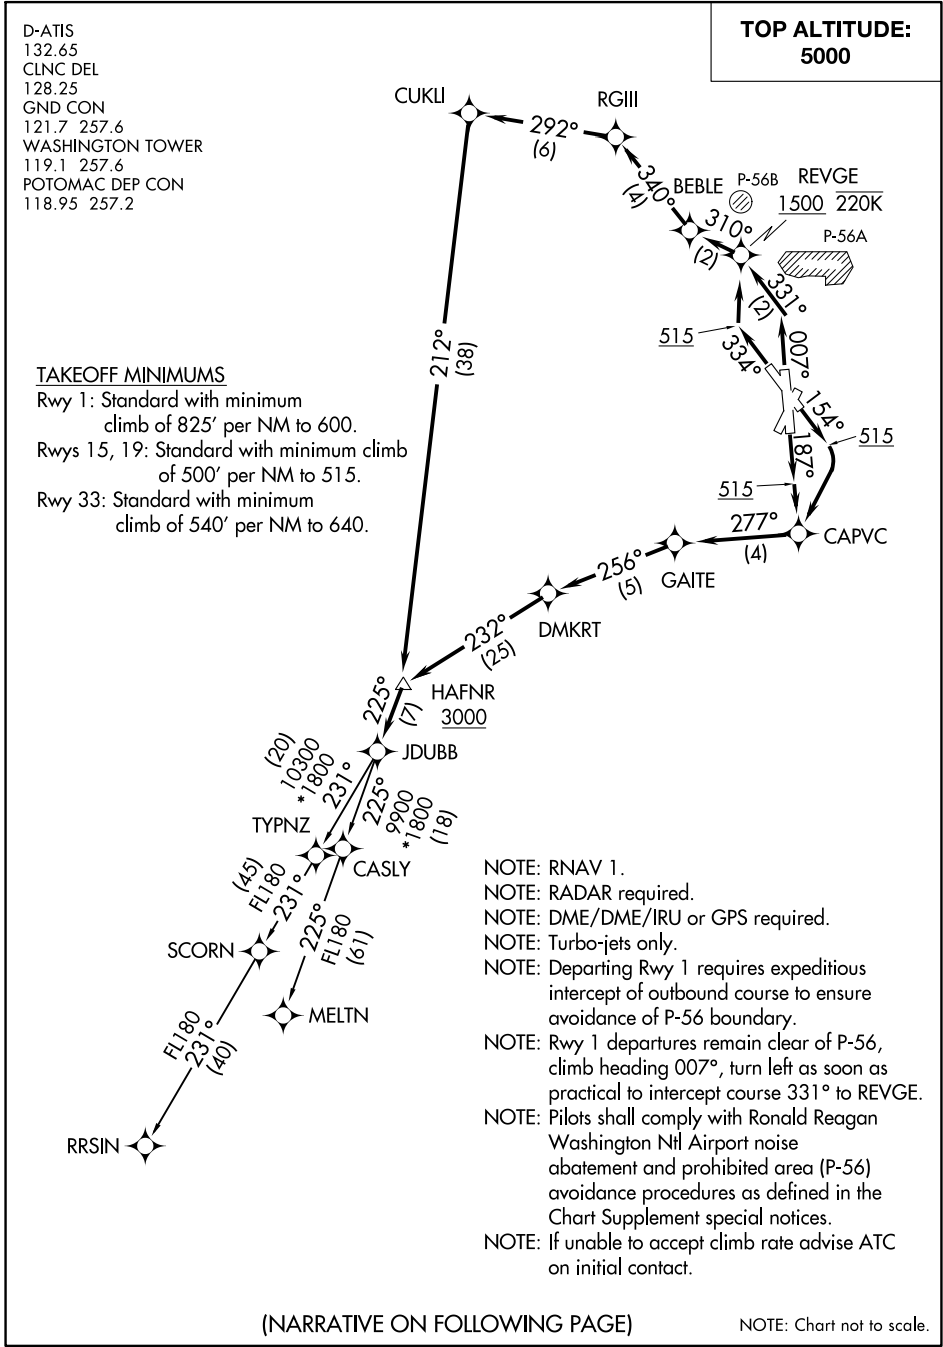 D-ATIS
132.65
CLNC DEL
128.25
GND CON
121.7 257.6
WASHINGTON TOWER
119.1 257.6
POTOMAC DEP CON
118.95 257.2
TOP ALTITUDE:
5000
CUKLI
RGIII
292°
(6)
340°
(4)
BEBLE
P-56B
REVGE
1500 220K
310°
(2)
P-56A
331°
(2)
515
334°
007°
154°
515
187°
515
212°
(38)
TAKEOFF MINIMUMS
Rwy 1: Standard with minimum
climb of 825' per NM to 600.
Rwys 15, 19: Standard with minimum climb
of 500' per NM to 515.
Rwy 33: Standard with minimum
climb of 540' per NM to 640.
277°
(4)
CAPVC
GAITE
256°
(5)
DMKRT
232°
(25)
HAFNR
3000
225°
(7)
JDUBB
(20)
10300
*1800
231°
225°
9900
*1800
(18)
TYPNZ
CASLY
(45)
FL180
231°
225°
FL180
(61)
SCORN
MELTN
FL180
231°
(40)
RRSIN
NOTE: RNAV 1.
NOTE: RADAR required.
NOTE: DME/DME/IRU or GPS required.
NOTE: Turbo-jets only.
NOTE: Departing Rwy 1 requires expeditious
intercept of outbound course to ensure
avoidance of P-56 boundary.
NOTE: Rwy 1 departures remain clear of P-56,
climb heading 007°, turn left as soon as
practical to intercept course 331° to REVGE.
NOTE: Pilots shall comply with Ronald Reagan
Washington Ntl Airport noise
abatement and prohibited area (P-56)
avoidance procedures as defined in the
Chart Supplement special notices.
NOTE: If unable to accept climb rate advise ATC
on initial contact.
(NARRATIVE ON FOLLOWING PAGE)
NOTE: Chart not to scale.